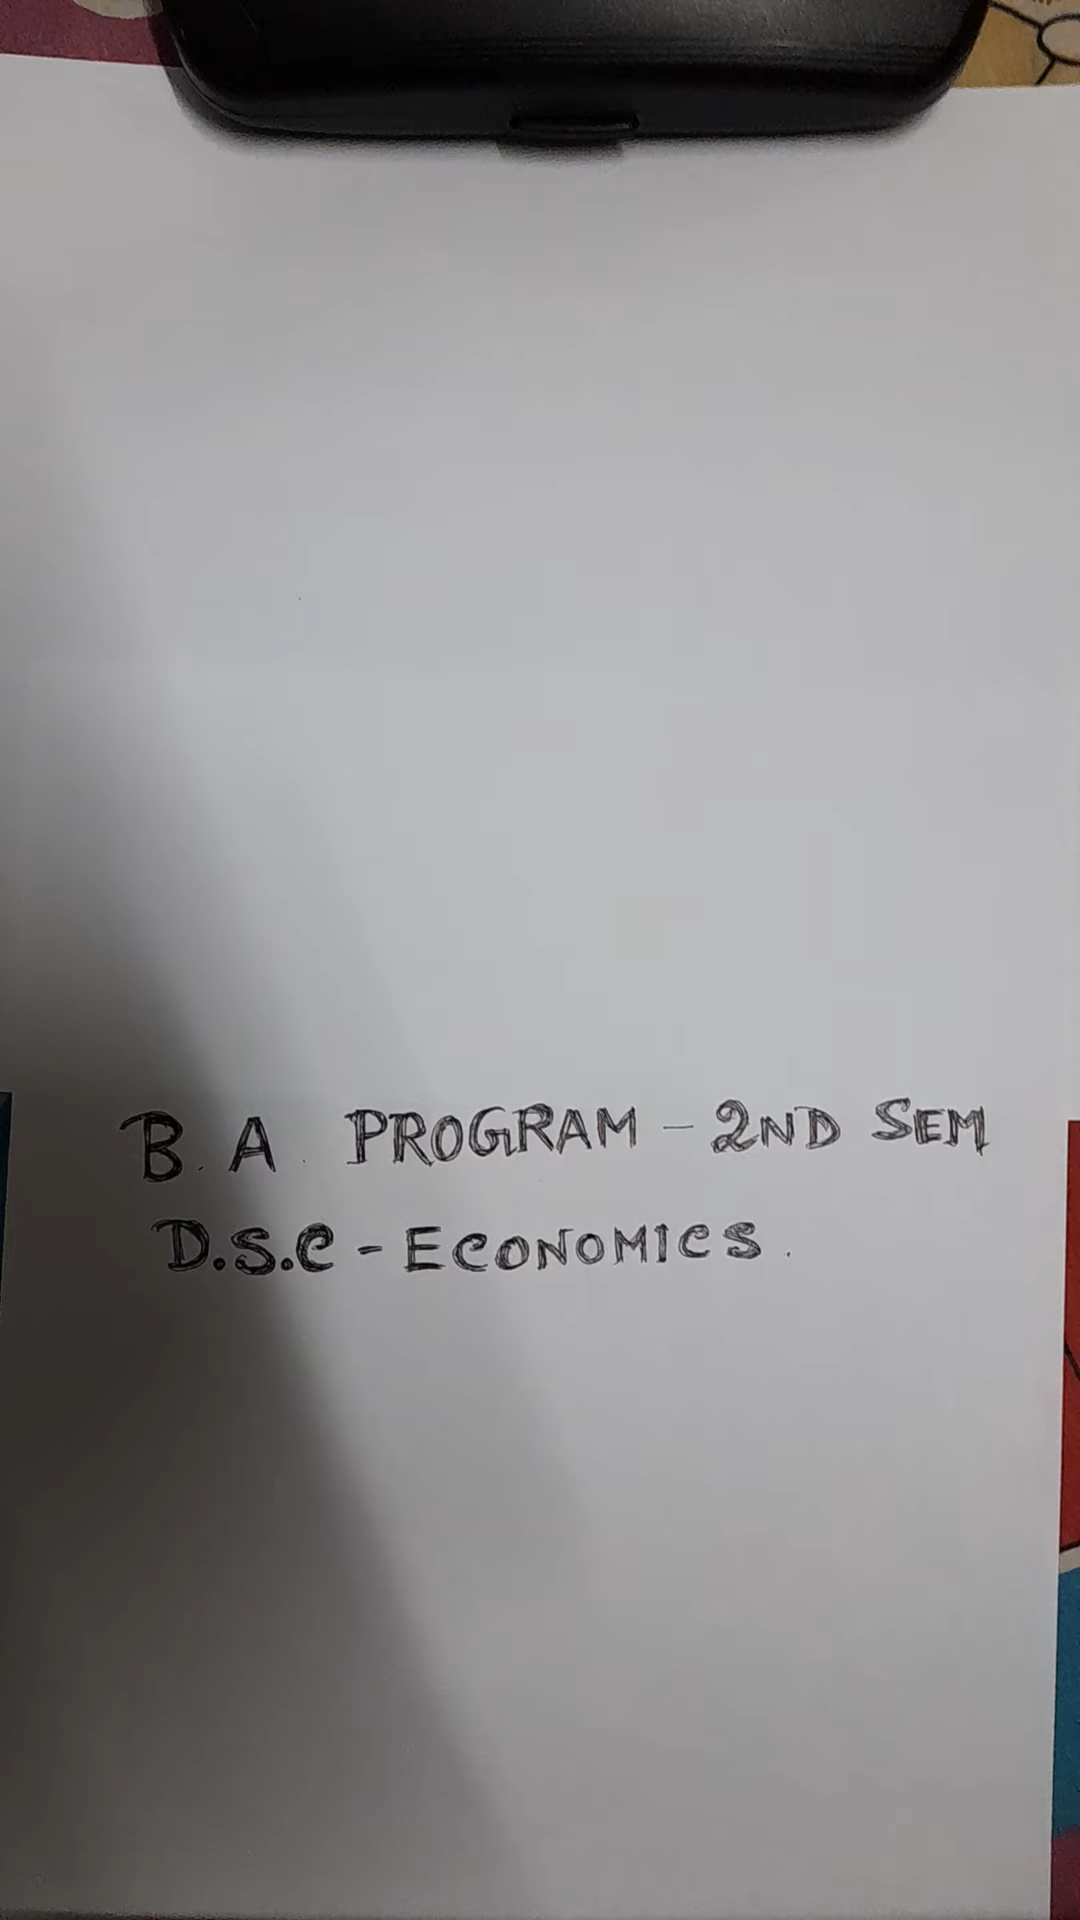 B. A. PROGRAM - 2ND SEM
D.S.C - ECONOMICS.